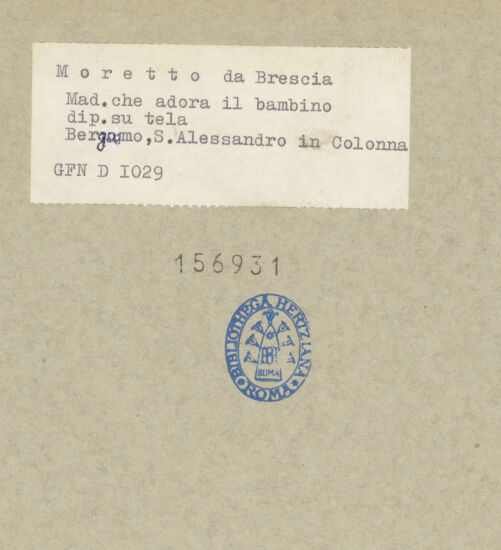 M o r e t t o da Brescia
Mad.che adora il bambino
dip.su tela
Bergamo,S.Alessandro in Colonna
GFN D IO29
156931
BIBLIOTHECA HERTZIANA
ROMA
ROMA